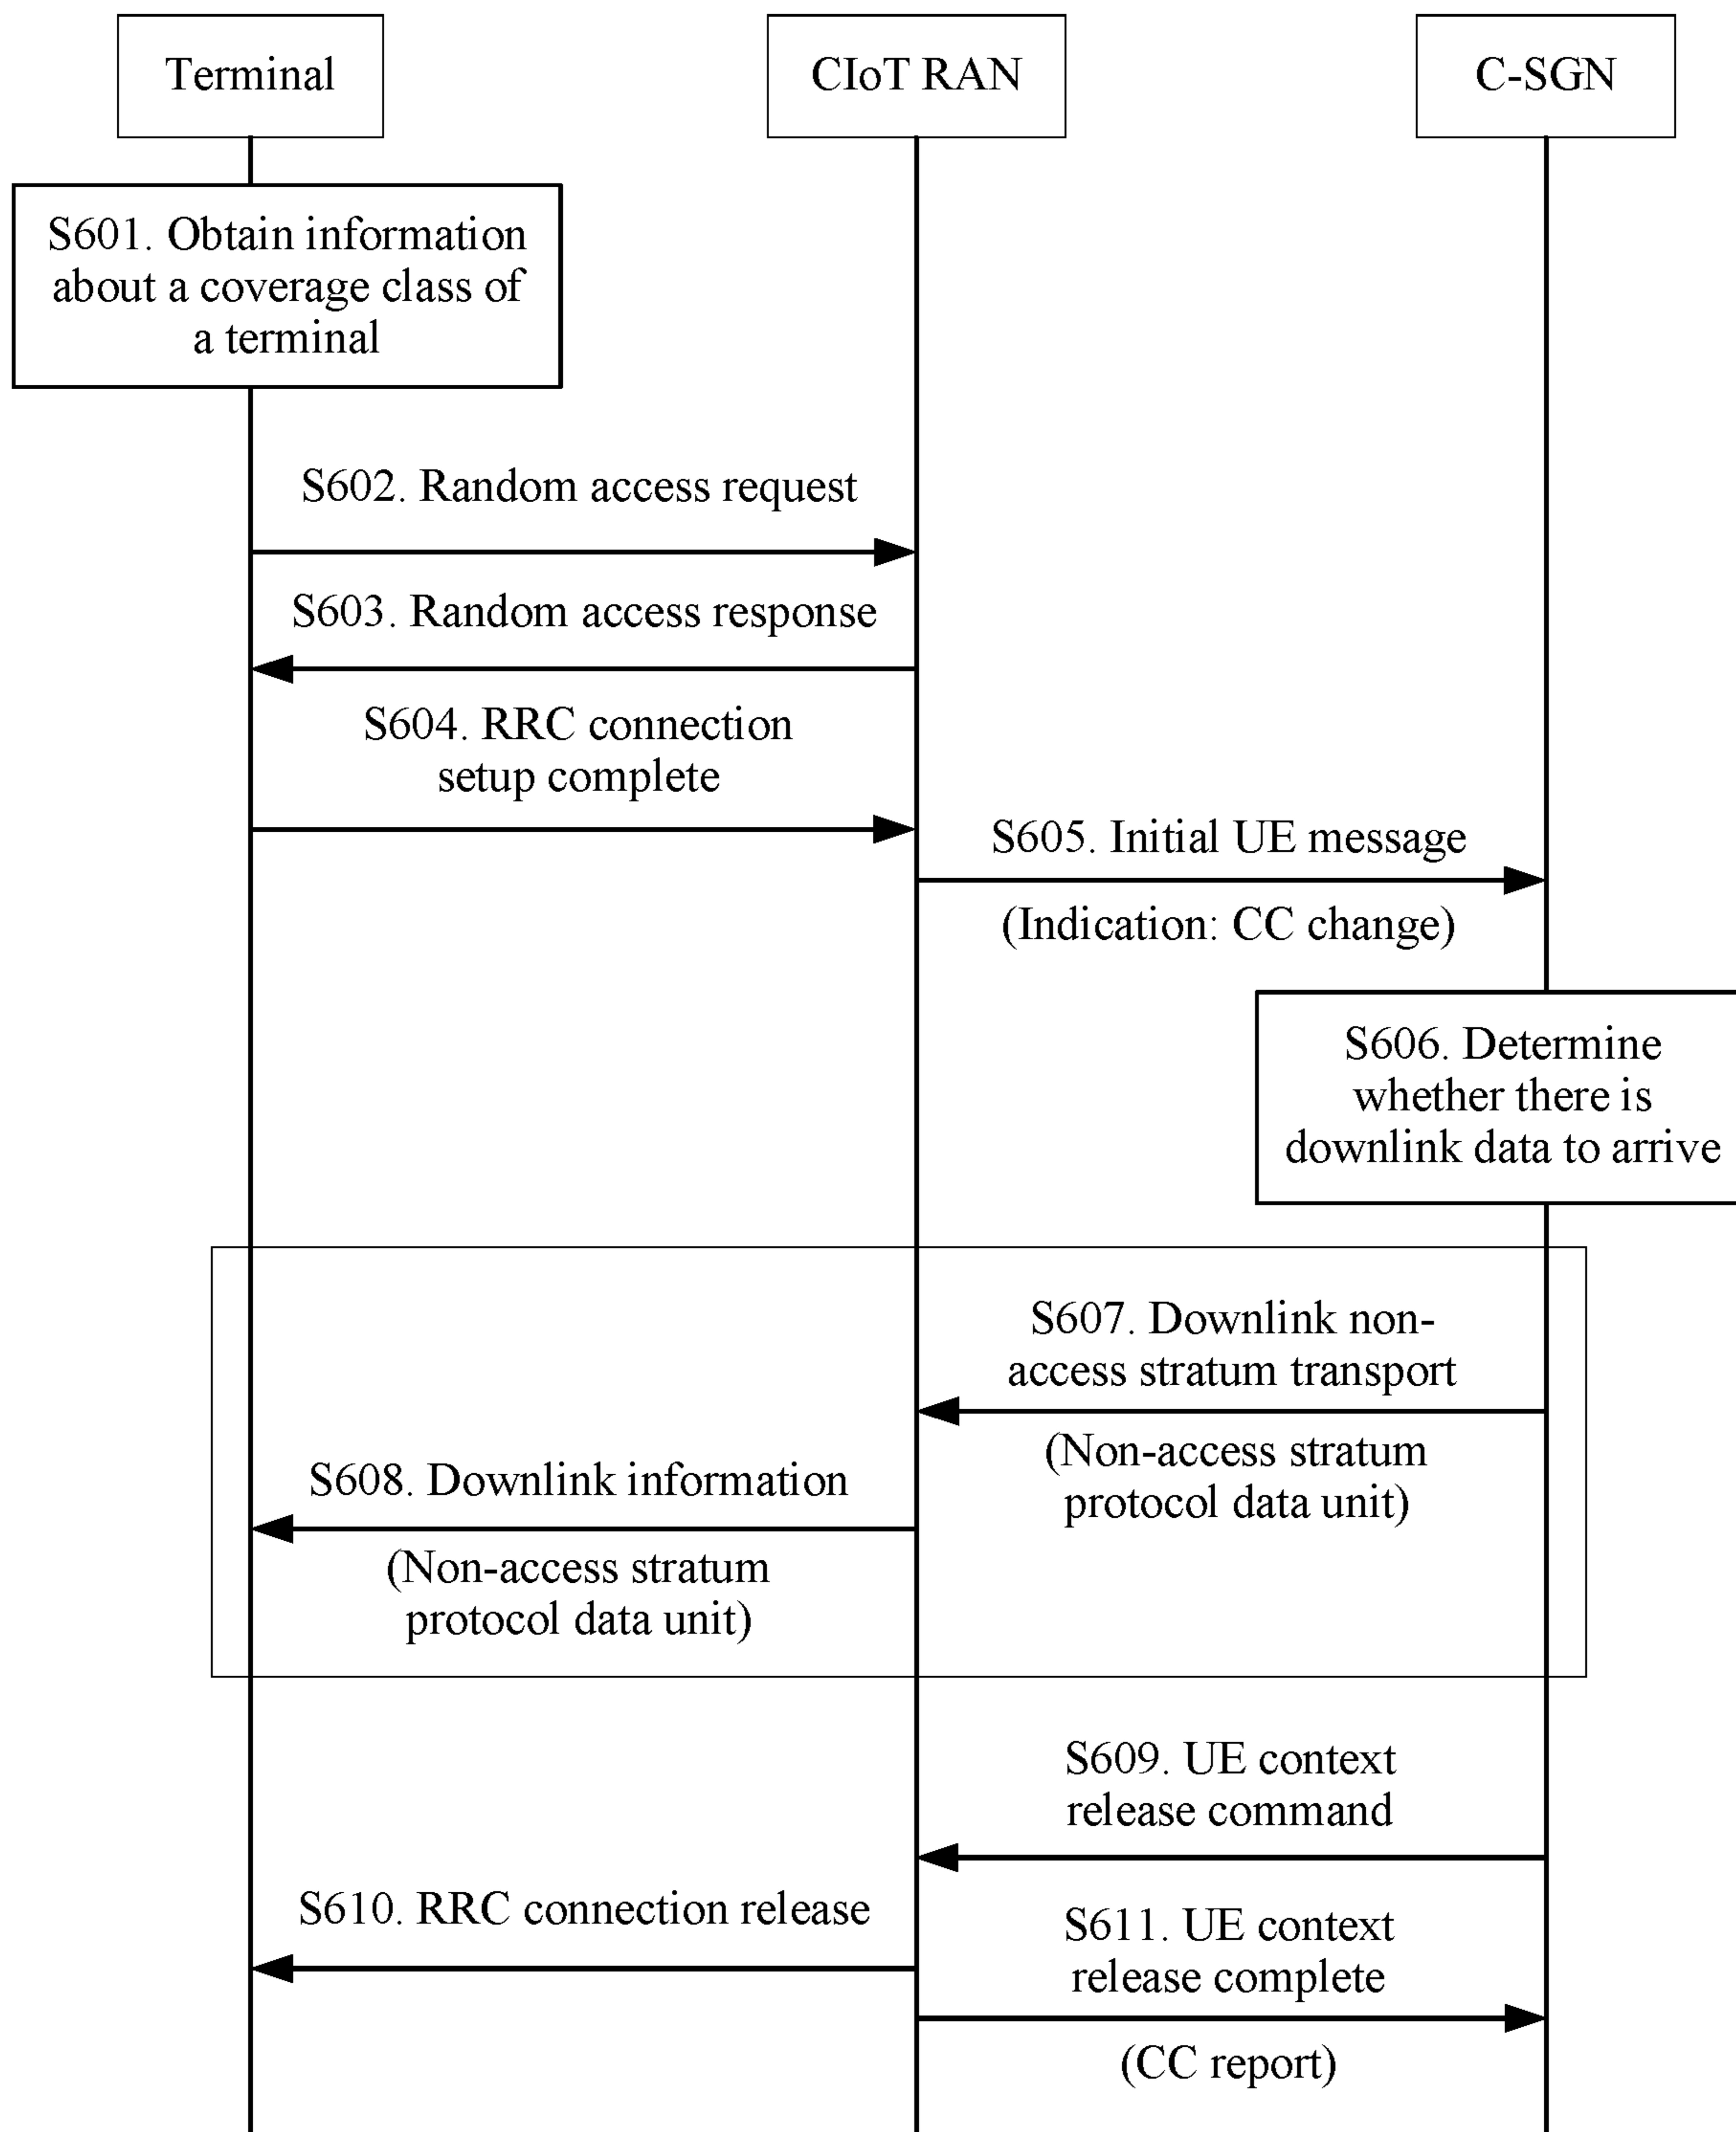 Terminal
CIoT RAN
C-SGN
S601. Obtain information
about a coverage class of
a terminal
S602. Random access request
S603. Random access response
S604. RRC connection
setup complete
S605. Initial UE message
(Indication: CC change)
S606. Determine
whether there is
downlink data to arrive
S607. Downlink non-
access stratum transport
(Non-access stratum
protocol data unit)
S608. Downlink information
(Non-access stratum
protocol data unit)
S609. UE context
release command
S610. RRC connection release
S611. UE context
release complete
(CC report)